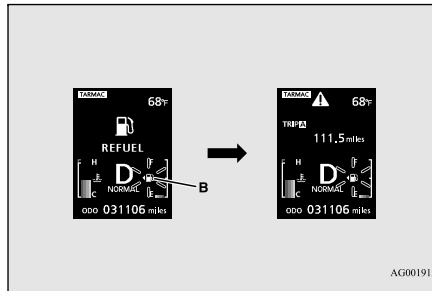 TARMAC
68°F
REFUEL
F H F
D
NORMAL
C E
ODO 031106 miles
B
TARMAC
68°F
TRIP A
111.5 miles
F H F
D
NORMAL
C E
ODO 031106 miles
AG00191